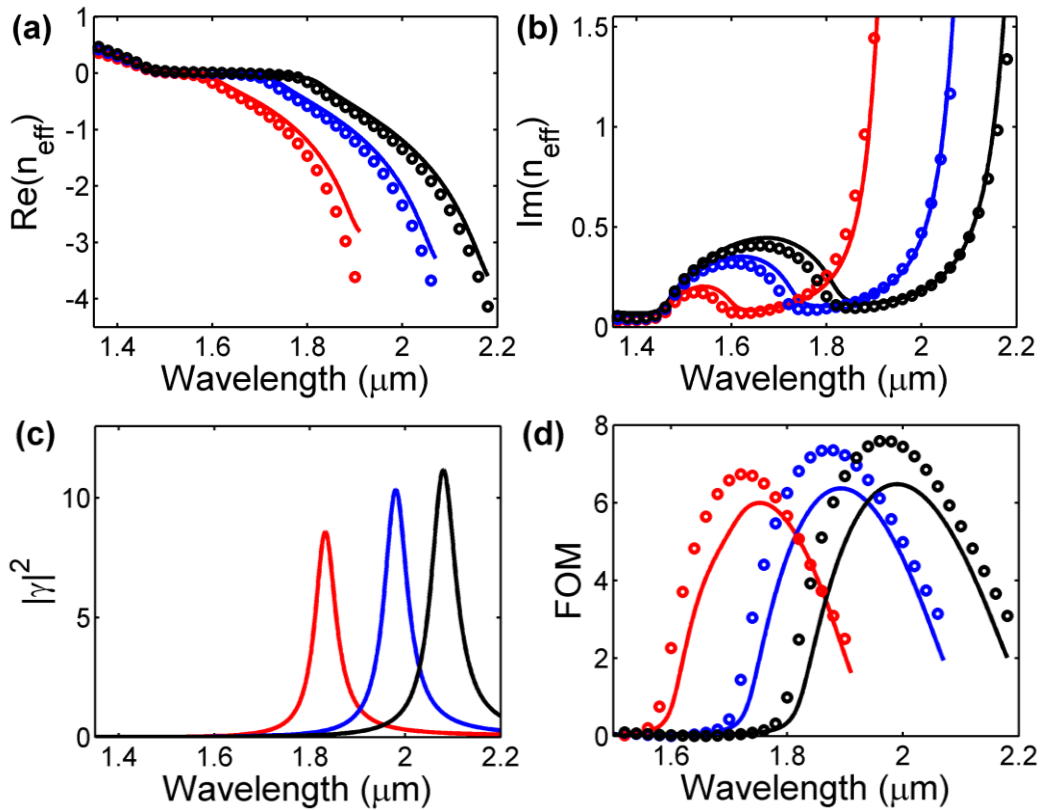 (a)
Re(n_eff)
1
0
-1
-2
-3
-4
1.4 1.6 1.8 2 2.2
Wavelength (μm)
(b)
Im(n_eff)
1.5
1
0.5
0
1.4 1.6 1.8 2 2.2
Wavelength (μm)
(c)
|γ|²
10
5
0
1.4 1.6 1.8 2 2.2
Wavelength (μm)
(d)
FOM
8
6
4
2
0
1.6 1.8 2 2.2
Wavelength (μm)